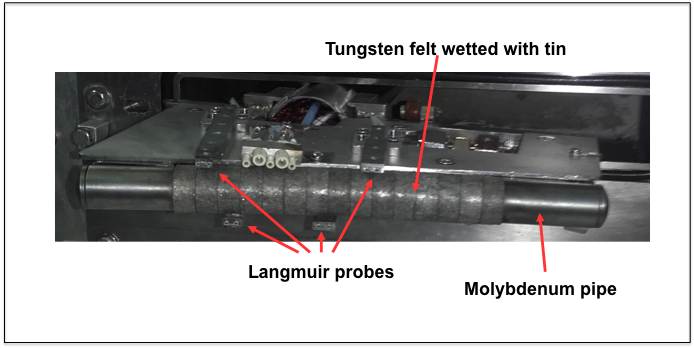 Tungsten felt wetted with tin
Langmuir probes
Molybdenum pipe